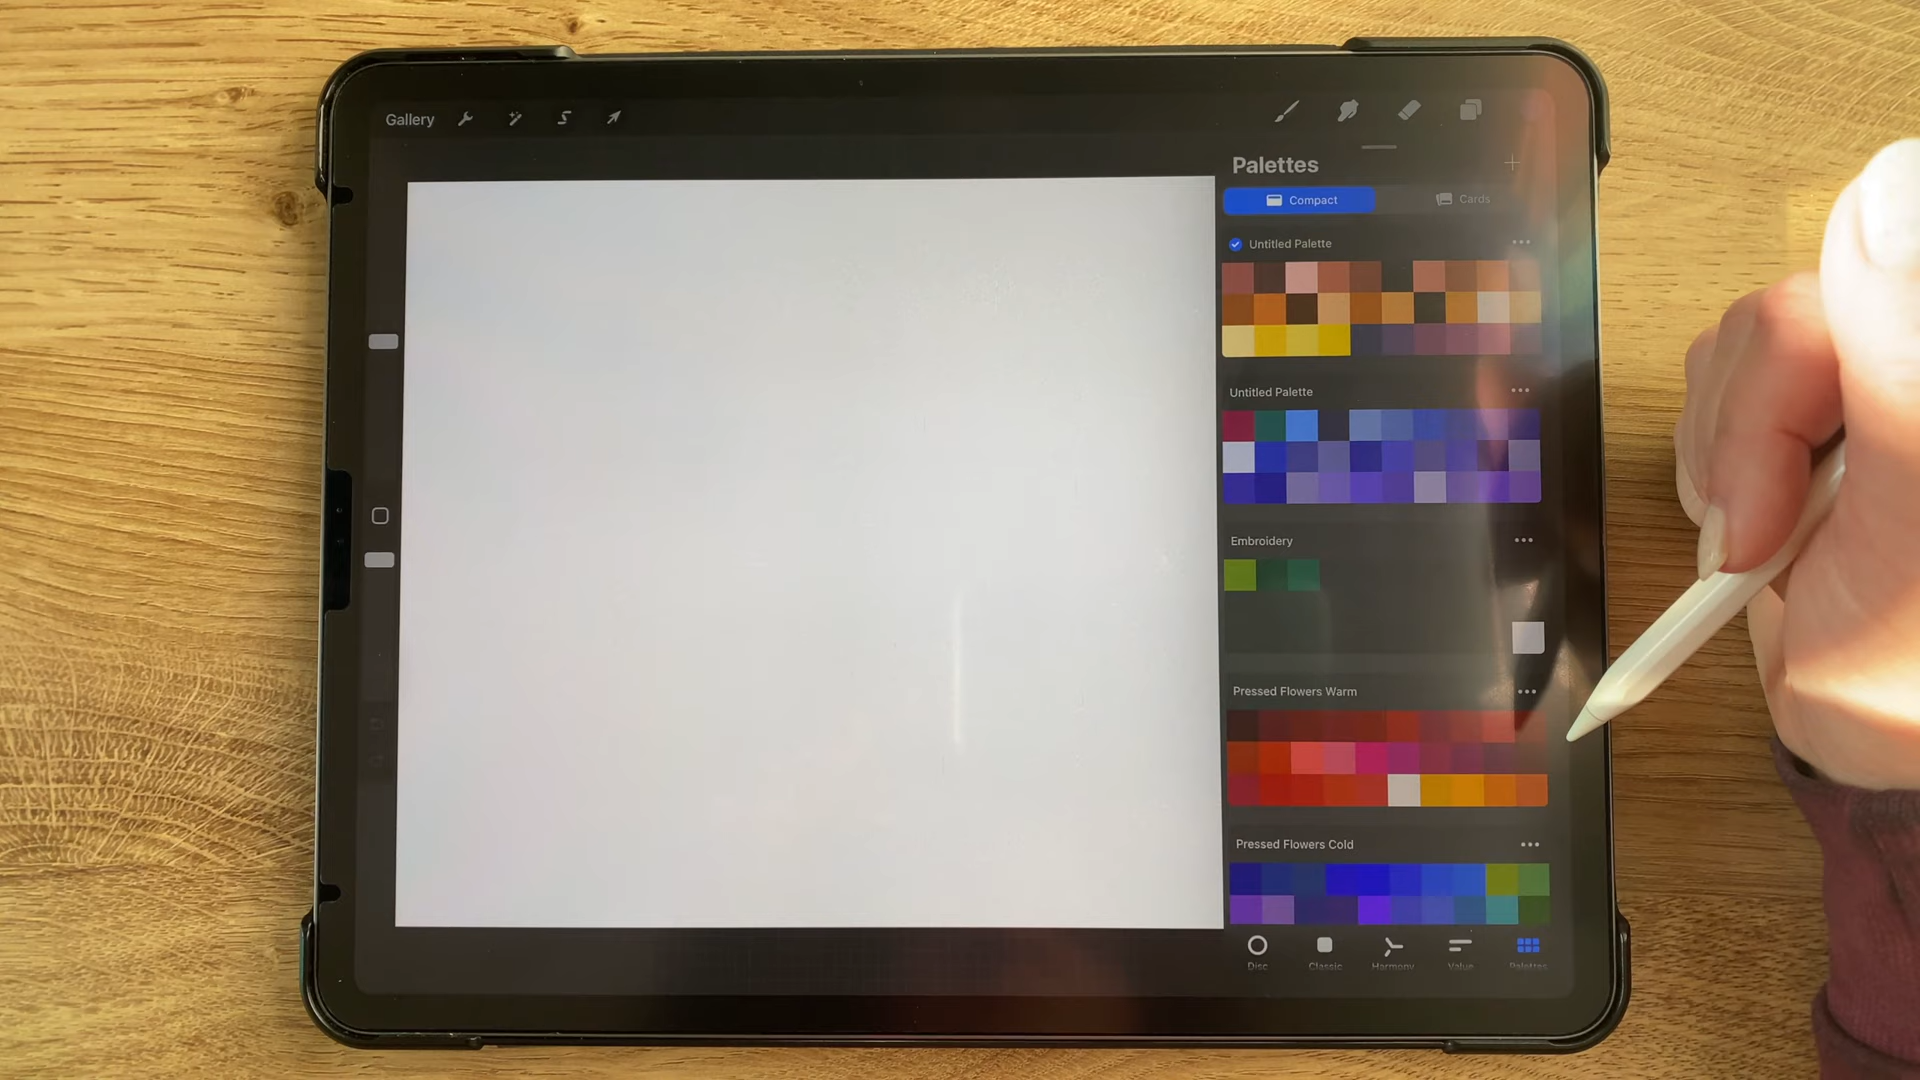 Gallery
Palettes
Compact
Cards
Untitled Palette
Untitled Palette
Embroidery
Pressed Flowers Warm
Pressed Flowers Cold
Disc
Classic
Harmony
Value
Palettes